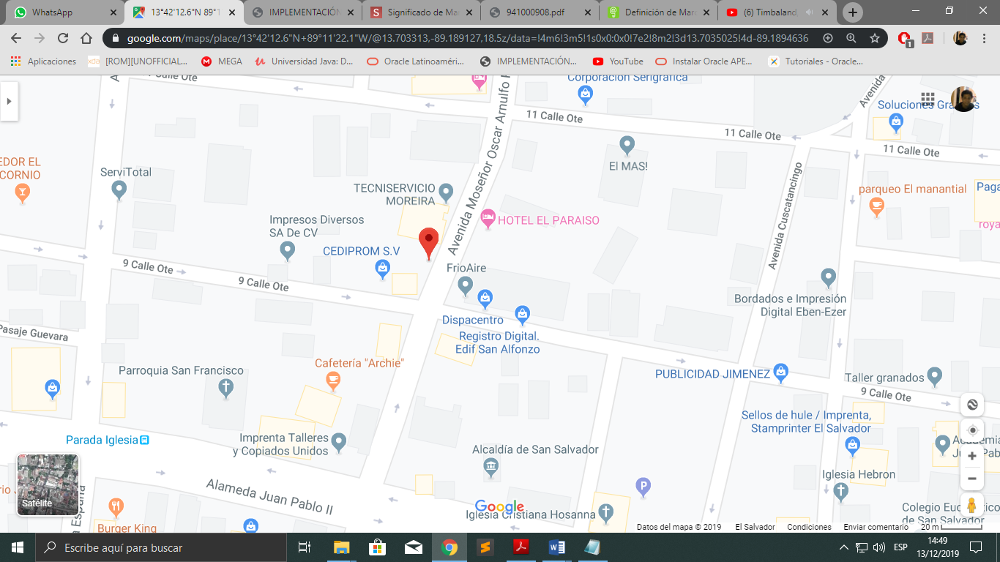 WhatsApp
13°42'12.6"N 89°1
IMPLEMENTACIÓN
Significado de Ma
941000908.pdf
Definición de Mar
(6) Timbaland,
google.com/maps/place/13°42'12.6"N+89°11'22.1"W/@13.703313,-89.189127,18.5z/data=!4m6!3m5!1s0x0:0x0!7e2!8m2!3d13.7035025!4d-89.1894636
1
Aplicaciones
[ROM][UNOFFICIAL...
MEGA
Universidad Java: D...
Oracle Latinoaméri...
IMPLEMENTACIÓN...
YouTube
Instalar Oracle APE...
Tutoriales - Oracle...
7 Calle Ote
Corporacion Serigrafica
Avenida
11 Calle Ote
11 Calle Ote
11 Calle Ote
Soluciones Gra
Avenida Moseñor Oscar Arnulfo
El MAS!
EDOR EL
CORNIO
ServiTotal
TECNISERVICIO
MOREIRA
Avenida Cuscatancingo
parqueo El manantial
Paga
roya
Impresos Diversos
SA De CV
HOTEL EL PARAISO
CEDIPROM S.V
FrioAire
9 Calle Ote
9 Calle Ote
Bordados e Impresión
Digital Eben-Ezer
Dispacentro
Registro Digital.
Edif San Alfonzo
Pasaje Guevara
Parroquia San Francisco
Cafetería "Archie"
PUBLICIDAD JIMENEZ
Taller granados
9 Calle Ote
Sellos de hule / Imprenta,
Stamprinter El Salvador
Parada Iglesia
Imprenta Talleres
y Copiados Unidos
Alcaldía de San Salvador
Academia
Juan Pab
Iglesia Hebron
Satélite
Alameda Juan Pablo II
España
P
Google
Iglesia Cristiana Hosanna
Colegio Euc
de San Salvador
Burger King
Datos del mapa © 2019
El Salvador
Condiciones
Enviar comentario
20 m
Escribe aquí para buscar
ESP
14:49
13/12/2019